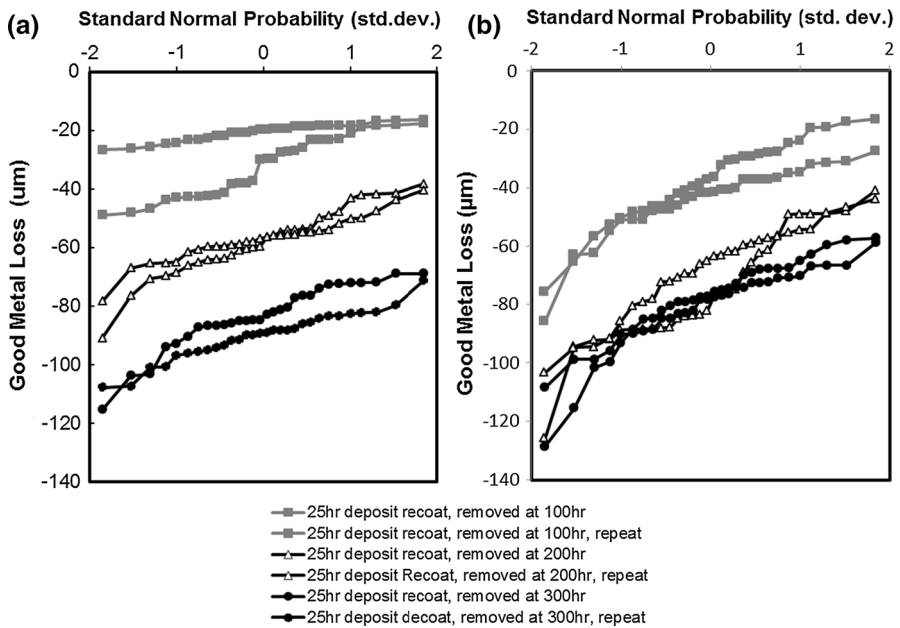 (a)
Standard Normal Probability (std.dev.)
-2 -1 0 1 2
0
-20
-40
-60
-80
-100
-120
-140
Good Metal Loss (um)
(b)
Standard Normal Probability (std. dev.)
-2 -1 0 1 2
0
-20
-40
-60
-80
-100
-120
-140
Good Metal Loss (µm)
25hr deposit recoat, removed at 100hr
25hr deposit recoat, removed at 100hr, repeat
25hr deposit recoat, removed at 200hr
25hr deposit Recoat, removed at 200hr, repeat
25hr deposit recoat, removed at 300hr
25hr deposit decoat, removed at 300hr, repeat